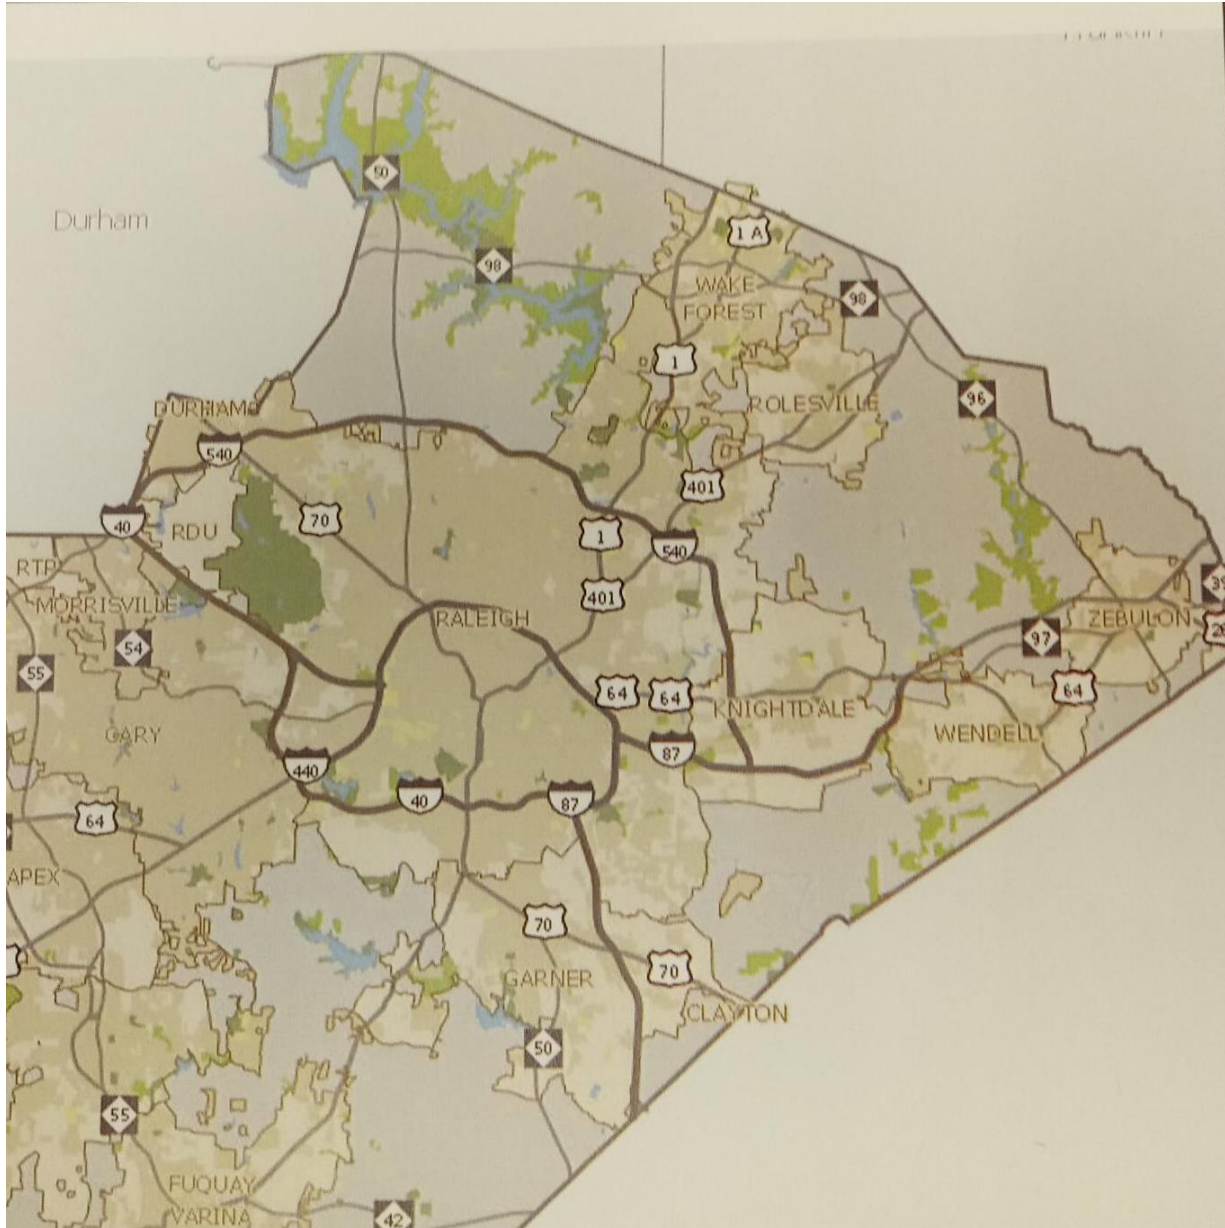 50
Durham
1 A
98
WAKE
98
FOREST
1
DURHAM
ROLESVILLE
96
540
401
40
RDU
70
1
540
RTP
MORRISVILLE
401
RALEIGH
ZEBULON
54
97
55
64
64
64
KNIGHTDALE
CARY
WENDELL
87
440
40
87
64
APEX
70
GARNER
70
CLAYTON
50
55
FUQUAY
VARINA
42